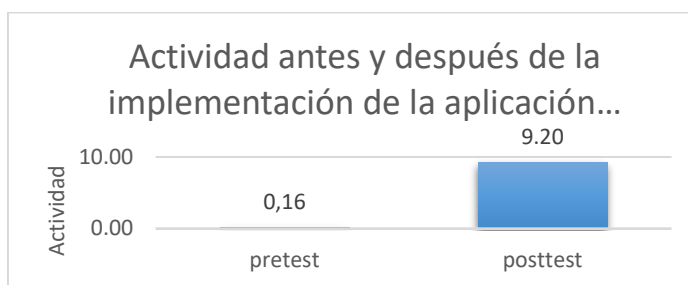 Actividad antes y después de la
implementación de la aplicación...
9.20
10.00
0,16
0.00
Actividad
pretest
posttest